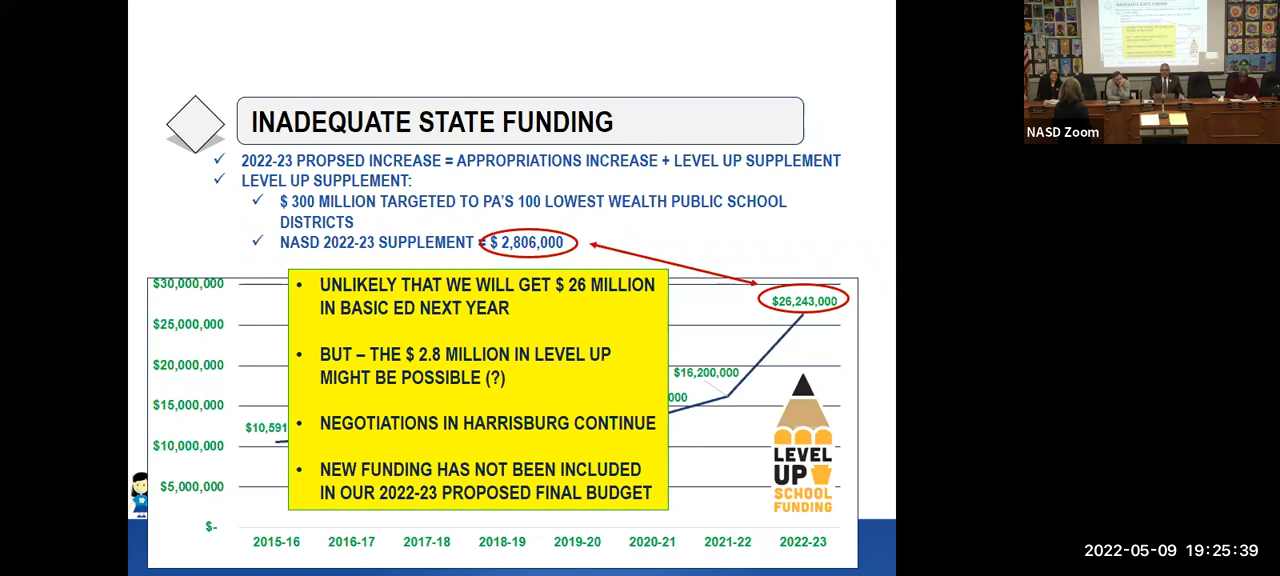 INADEQUATE STATE FUNDING
2022-23 PROPSED INCREASE = APPROPRIATIONS INCREASE + LEVEL UP SUPPLEMENT
LEVEL UP SUPPLEMENT:
$ 300 MILLION TARGETED TO PA'S 100 LOWEST WEALTH PUBLIC SCHOOL
DISTRICTS
NASD 2022-23 SUPPLEMENT = $ 2,806,000
$30,000,000
$25,000,000
$20,000,000
$15,000,000
$10,000,000
$5,000,000
$-
$10,591
000
$16,200,000
$26,243,000
• UNLIKELY THAT WE WILL GET $ 26 MILLION
IN BASIC ED NEXT YEAR
• BUT – THE $ 2.8 MILLION IN LEVEL UP
MIGHT BE POSSIBLE (?)
• NEGOTIATIONS IN HARRISBURG CONTINUE
• NEW FUNDING HAS NOT BEEN INCLUDED
IN OUR 2022-23 PROPOSED FINAL BUDGET
LEVEL
UP
SCHOOL
FUNDING
2015-16 2016-17 2017-18 2018-19 2019-20 2020-21 2021-22 2022-23
INADEQUATE STATE FUNDING
NASD Zoom
2022-05-09 19:25:39